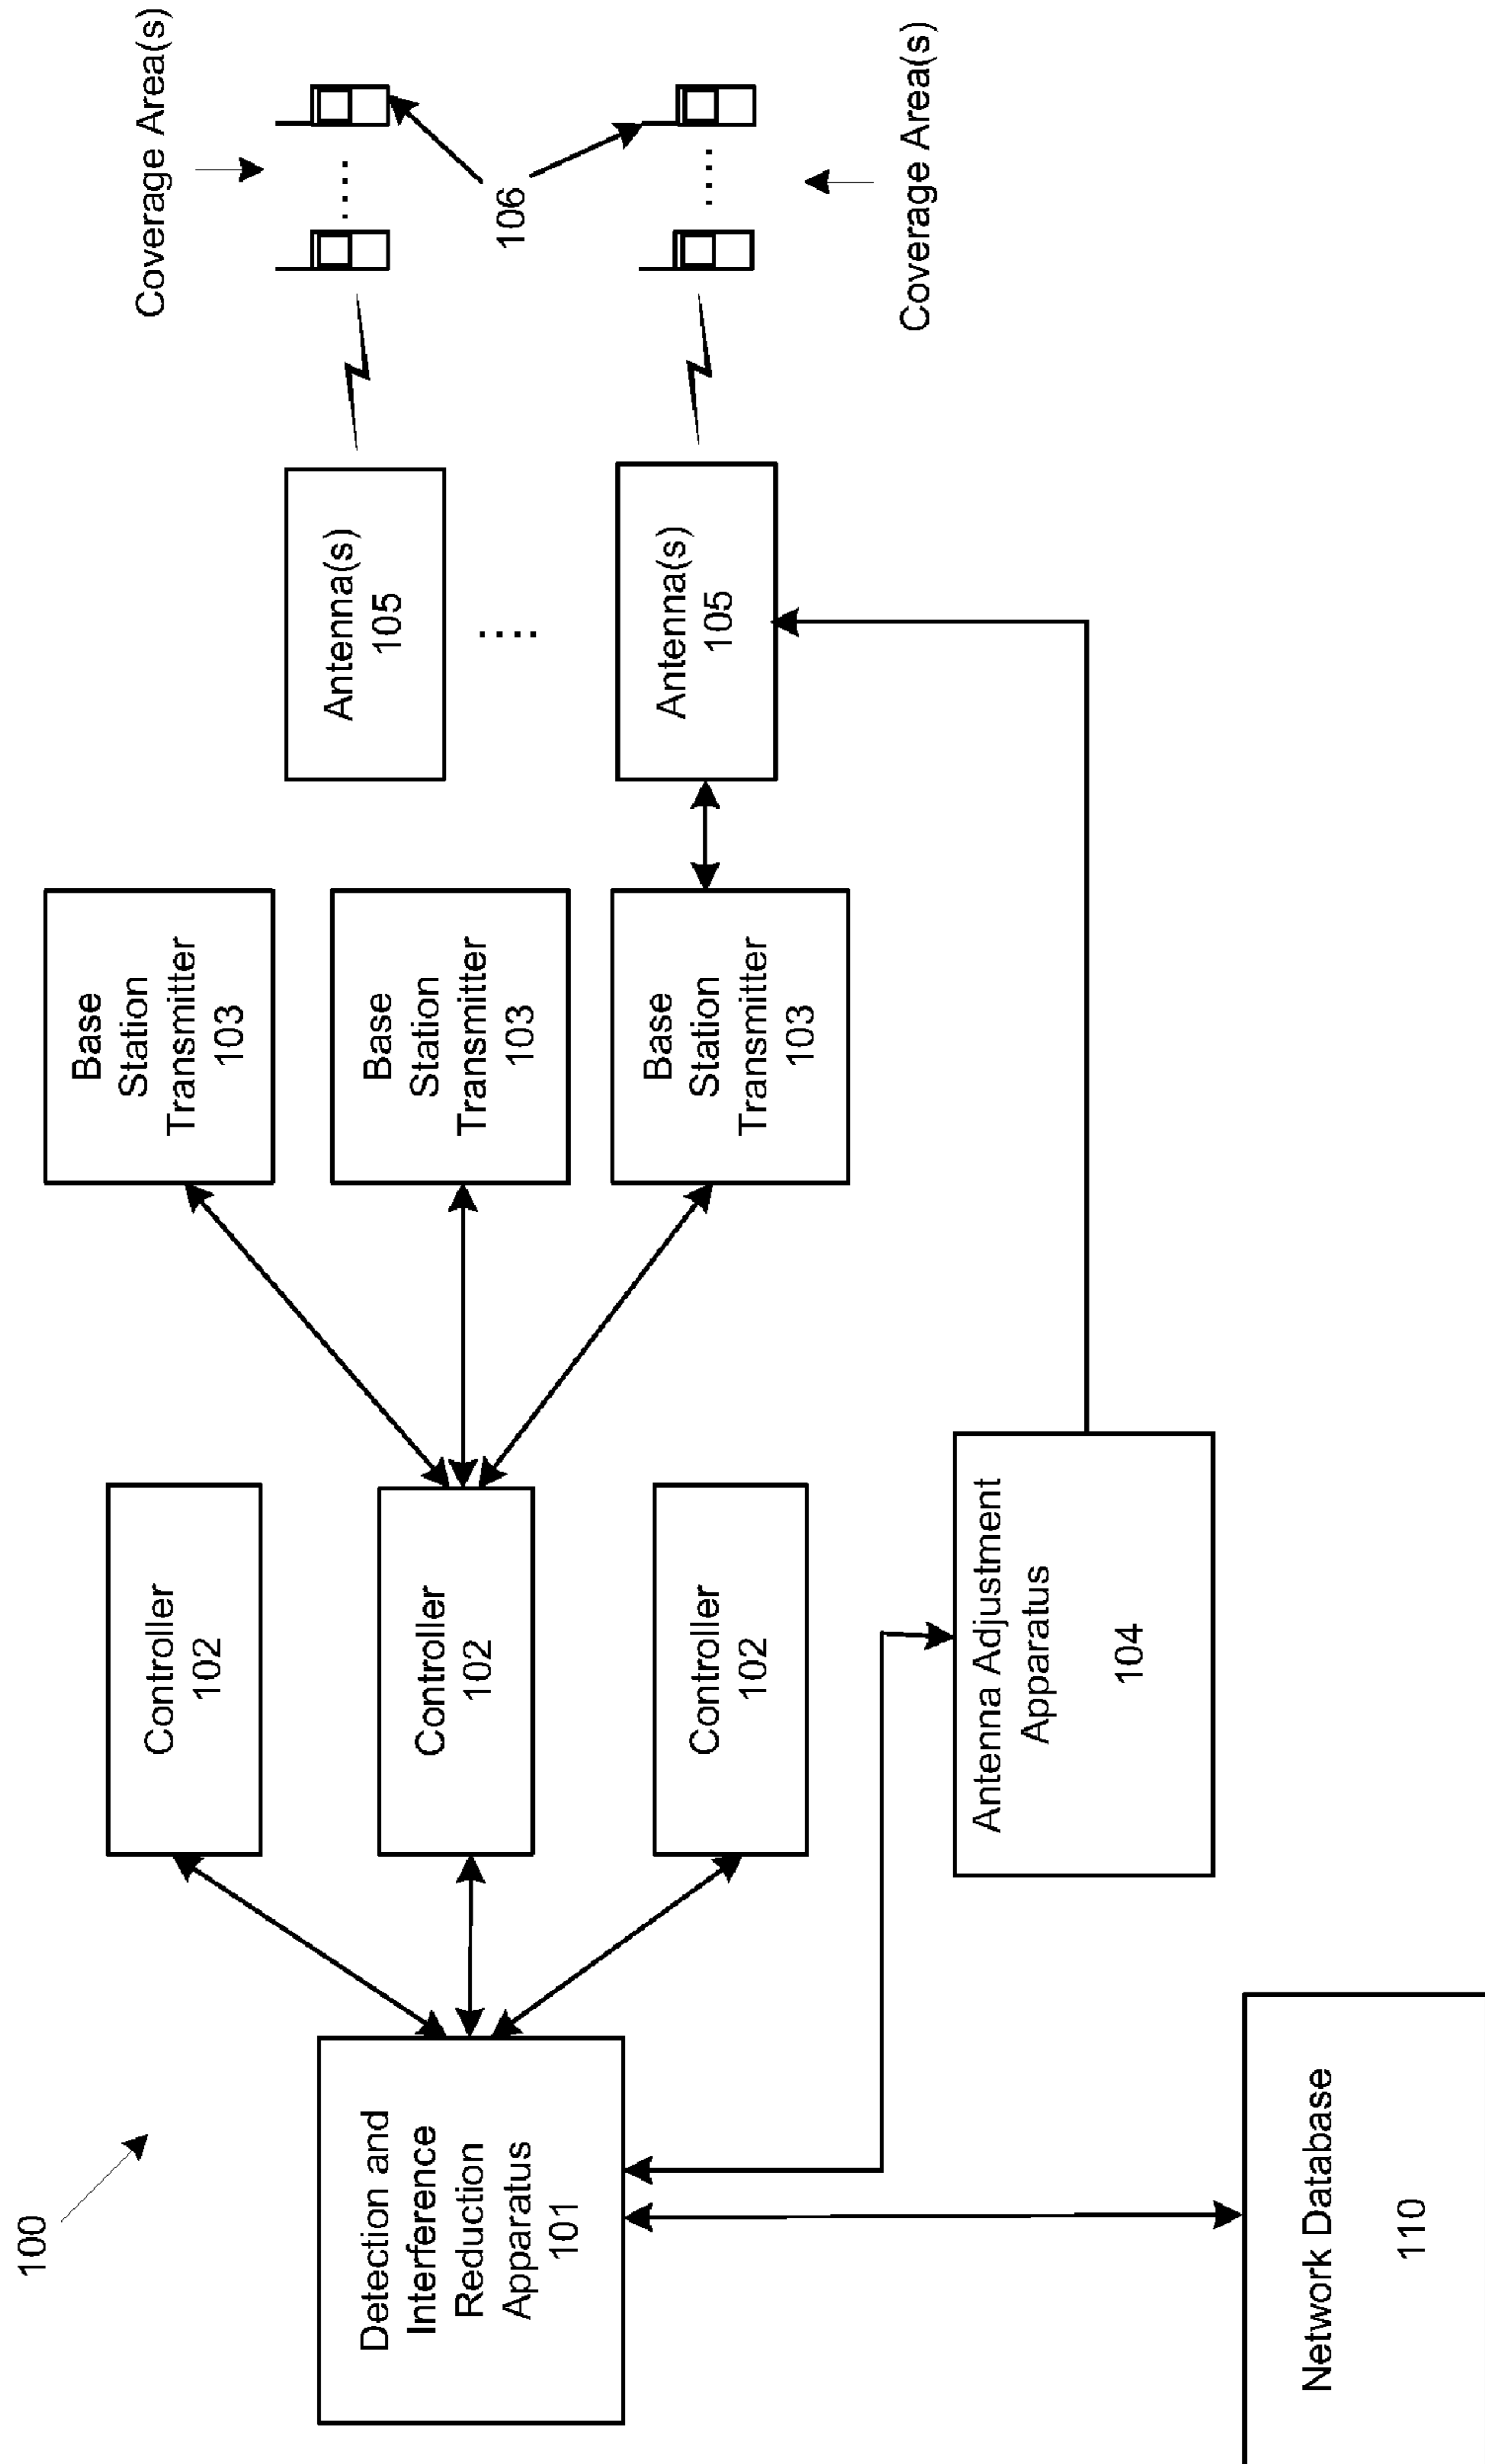 100
Detection and
Interference
Reduction
Apparatus
101
Network Database
110
Controller
102
Controller
102
Controller
102
Antenna Adjustment
Apparatus
104
Base
Station
Transmitter
103
Base
Station
Transmitter
103
Base
Station
Transmitter
103
Antenna(s)
105
....
Antenna(s)
105
Coverage Area(s)
....
106
....
Coverage Area(s)